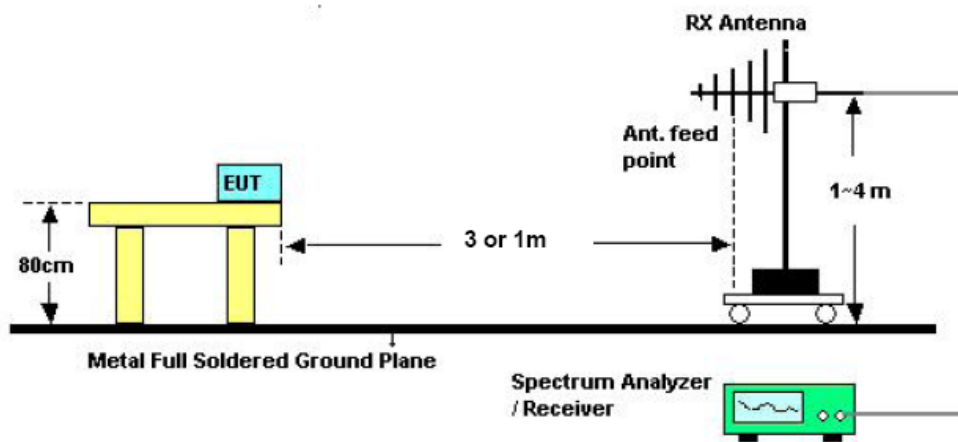 RX Antenna
Ant. feed
point
EUT
1~4 m
3 or 1m
80cm
Metal Full Soldered Ground Plane
Spectrum Analyzer
/ Receiver